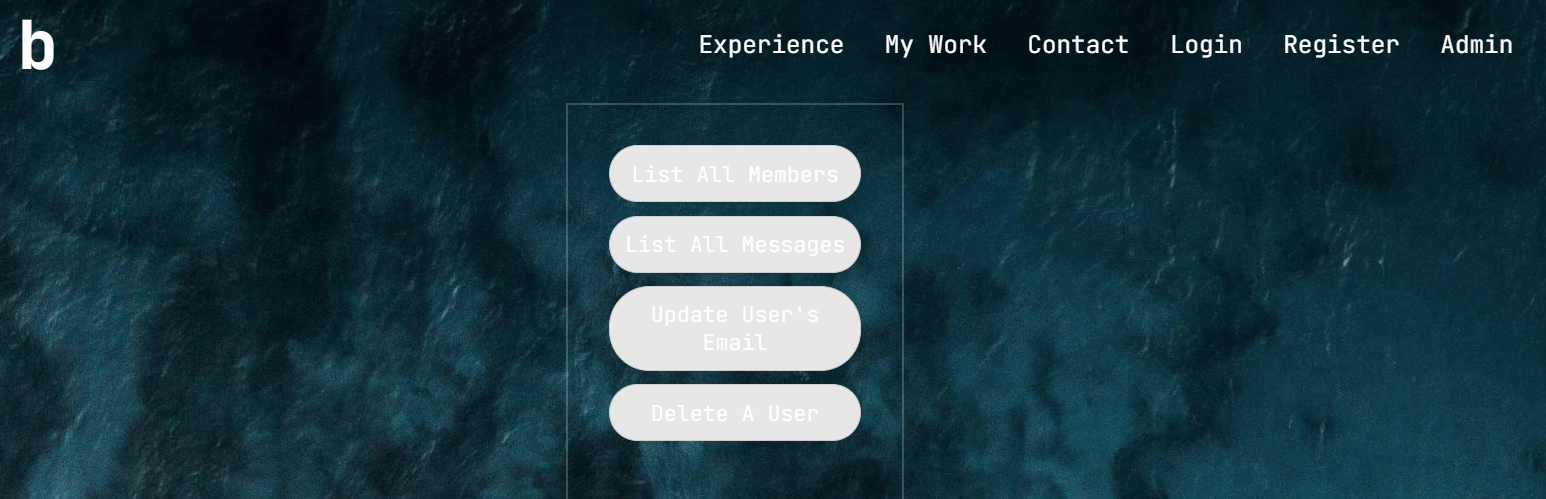 b
Experience My Work Contact Login Register Admin
List All Members
List All Messages
Update User's
Email
Delete A User